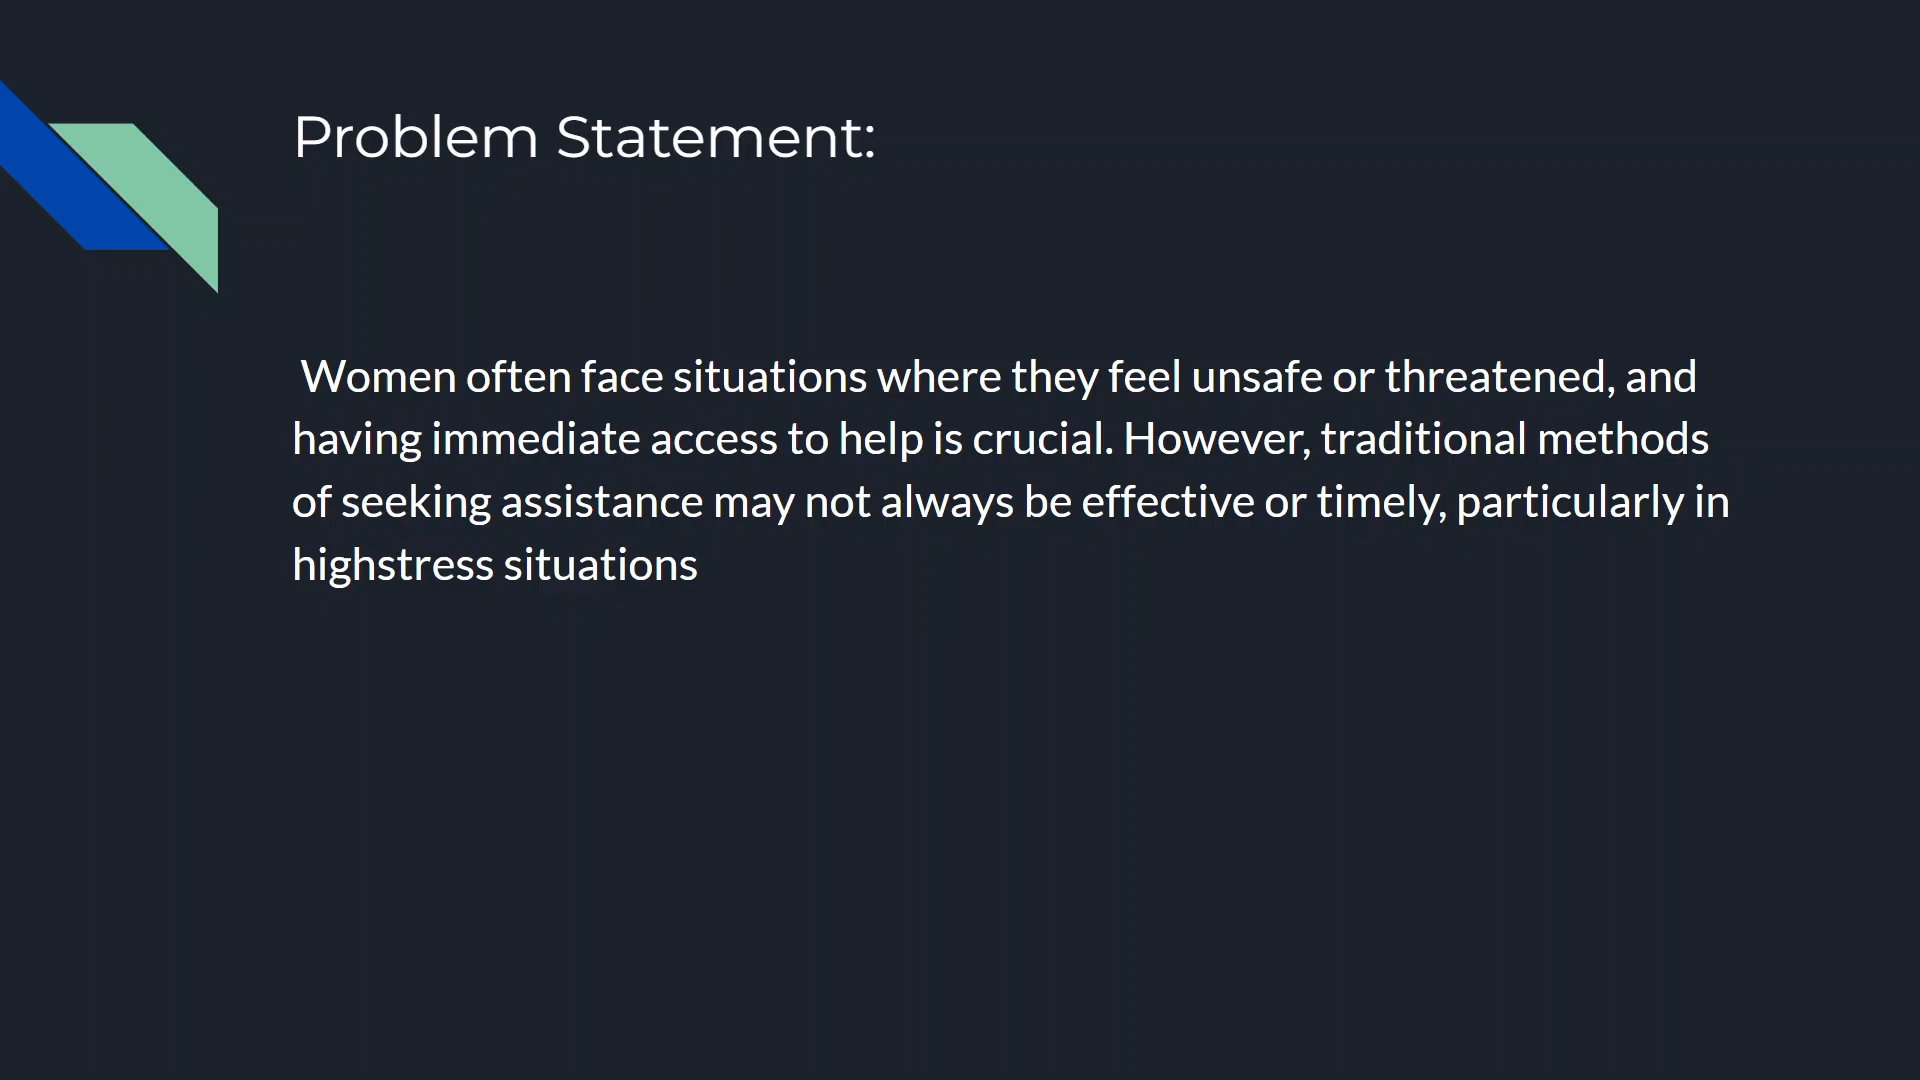 Problem Statement:
Women often face situations where they feel unsafe or threatened, and
having immediate access to help is crucial. However, traditional methods
of seeking assistance may not always be effective or timely, particularly in
highstress situations